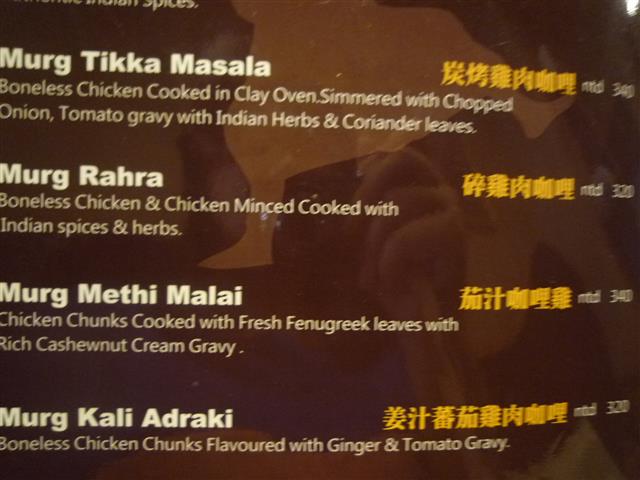 Indian Spices.
Murg Tikka Masala 炭烤雞肉咖哩 ntd 340
Boneless Chicken Cooked in Clay Oven.Simmered with Chopped
Onion, Tomato gravy with Indian Herbs & Coriander leaves.
Murg Rahra 碎雞肉咖哩 ntd 320
Boneless Chicken & Chicken Minced Cooked with
Indian spices & herbs.
Murg Methi Malai 茄汁咖哩雞 ntd 340
Chicken Chunks Cooked with Fresh Fenugreek leaves with
Rich Cashewnut Cream Gravy .
Murg Kali Adraki 姜汁蕃茄雞肉咖哩 ntd 320
Boneless Chicken Chunks Flavoured with Ginger & Tomato Gravy.